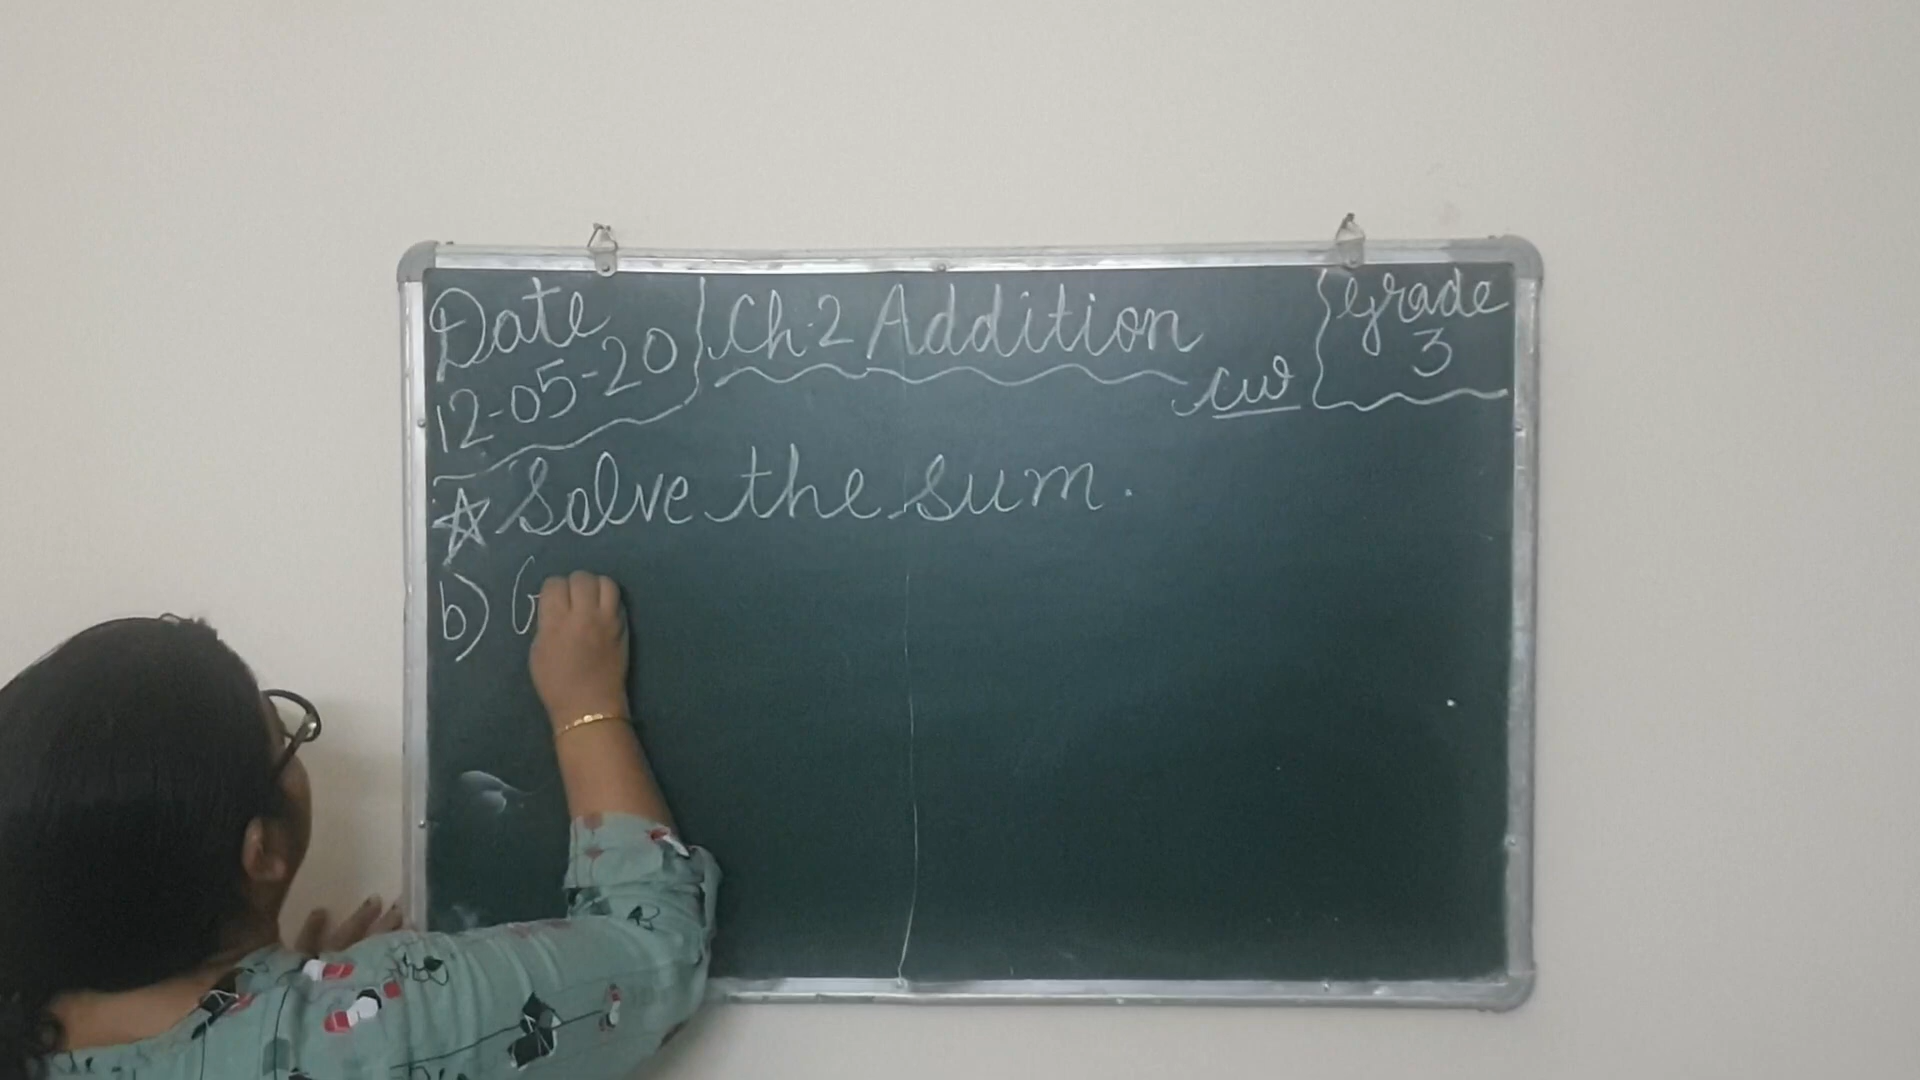 Date
12-05-20
Ch.2 Addition
cw
Grade
3
☆ Solve the sum.
b) G